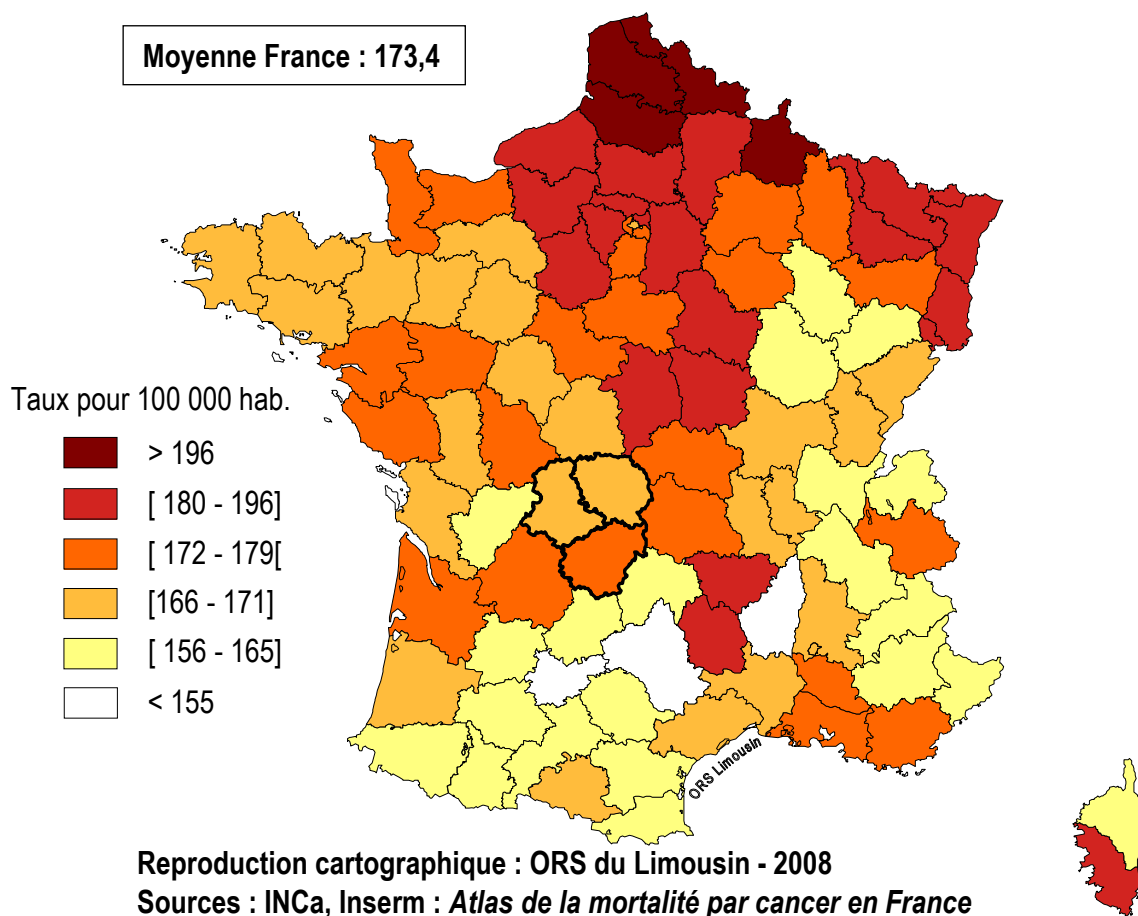 Moyenne France : 173,4
Taux pour 100 000 hab.
> 196
[ 180 - 196]
[ 172 - 179[
[166 - 171]
[ 156 - 165]
< 155
ORS Limousin
Reproduction cartographique : ORS du Limousin - 2008
Sources : INCa, Inserm : Atlas de la mortalité par cancer en France